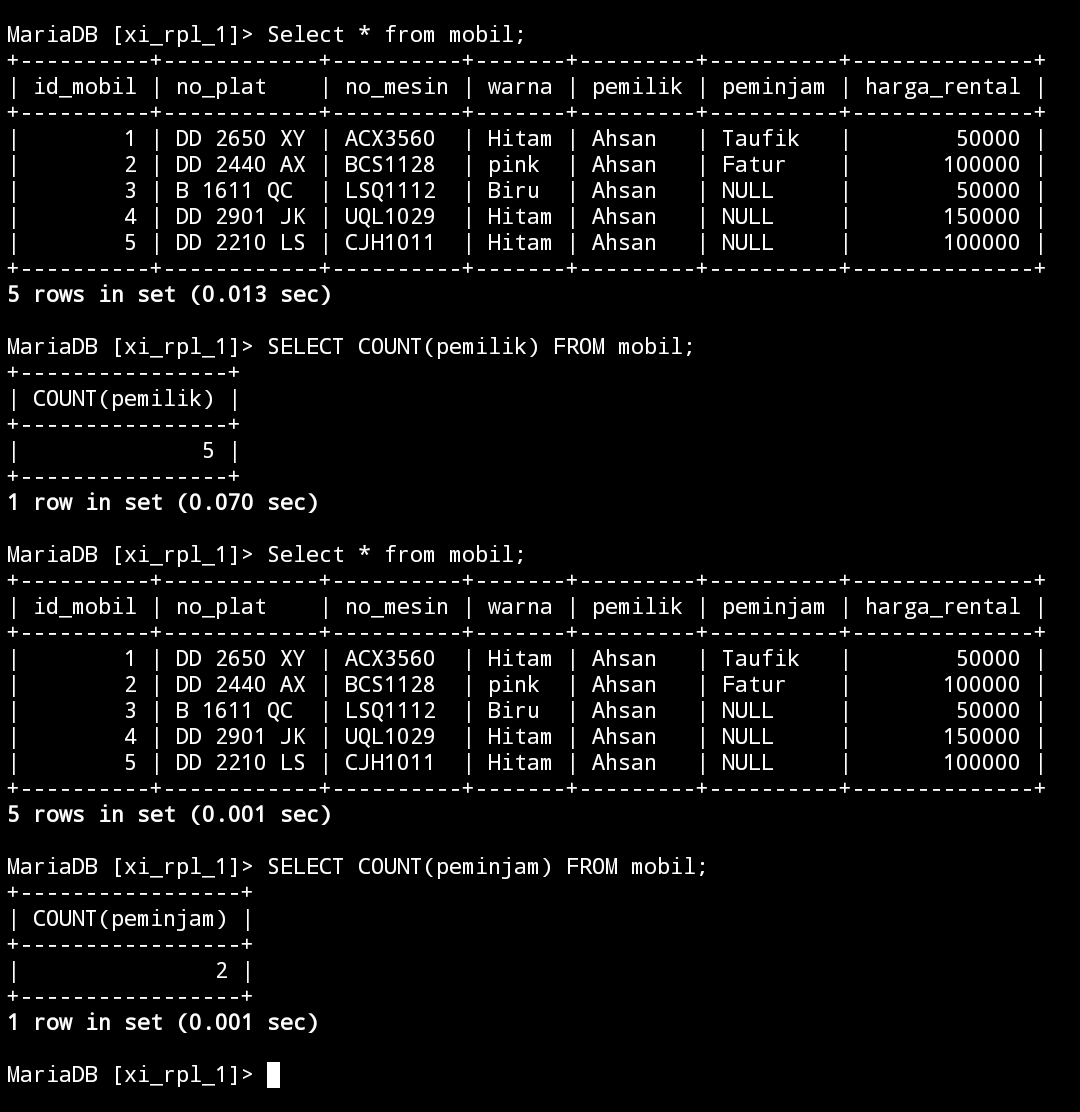 MariaDB [xi_rpl_1]> Select * from mobil;
+----------+------------+----------+-------+---------+----------+--------------+
| id_mobil | no_plat    | no_mesin | warna | pemilik | peminjam | harga_rental |
+----------+------------+----------+-------+---------+----------+--------------+
|        1 | DD 2650 XY | ACX3560  | Hitam | Ahsan   | Taufik   |        50000 |
|        2 | DD 2440 AX | BCS1128  | pink  | Ahsan   | Fatur    |       100000 |
|        3 | B 1611 QC  | LSQ1112  | Biru  | Ahsan   | NULL     |        50000 |
|        4 | DD 2901 JK | UQL1029  | Hitam | Ahsan   | NULL     |       150000 |
|        5 | DD 2210 LS | CJH1011  | Hitam | Ahsan   | NULL     |       100000 |
+----------+------------+----------+-------+---------+----------+--------------+
5 rows in set (0.013 sec)

MariaDB [xi_rpl_1]> SELECT COUNT(pemilik) FROM mobil;
+----------------+
| COUNT(pemilik) |
+----------------+
|              5 |
+----------------+
1 row in set (0.070 sec)

MariaDB [xi_rpl_1]> Select * from mobil;
+----------+------------+----------+-------+---------+----------+--------------+
| id_mobil | no_plat    | no_mesin | warna | pemilik | peminjam | harga_rental |
+----------+------------+----------+-------+---------+----------+--------------+
|        1 | DD 2650 XY | ACX3560  | Hitam | Ahsan   | Taufik   |        50000 |
|        2 | DD 2440 AX | BCS1128  | pink  | Ahsan   | Fatur    |       100000 |
|        3 | B 1611 QC  | LSQ1112  | Biru  | Ahsan   | NULL     |        50000 |
|        4 | DD 2901 JK | UQL1029  | Hitam | Ahsan   | NULL     |       150000 |
|        5 | DD 2210 LS | CJH1011  | Hitam | Ahsan   | NULL     |       100000 |
+----------+------------+----------+-------+---------+----------+--------------+
5 rows in set (0.001 sec)

MariaDB [xi_rpl_1]> SELECT COUNT(peminjam) FROM mobil;
+-----------------+
| COUNT(peminjam) |
+-----------------+
|               2 |
+-----------------+
1 row in set (0.001 sec)

MariaDB [xi_rpl_1]>